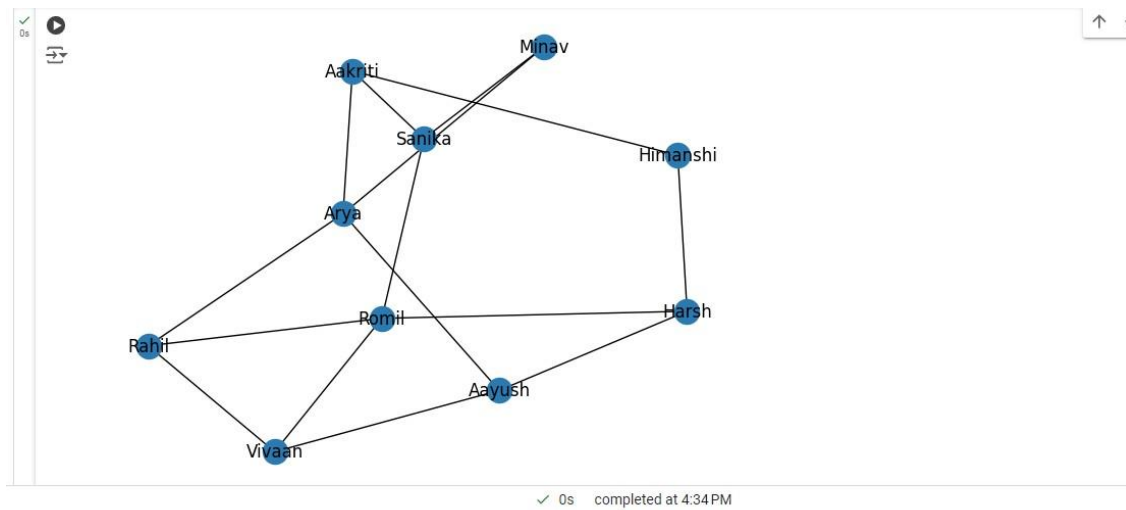 0s
Minav
Aakriti
Sanika
Himanshi
Arya
Harsh
Romil
Rahil
Aayush
Vivaan
0s completed at 4:34 PM